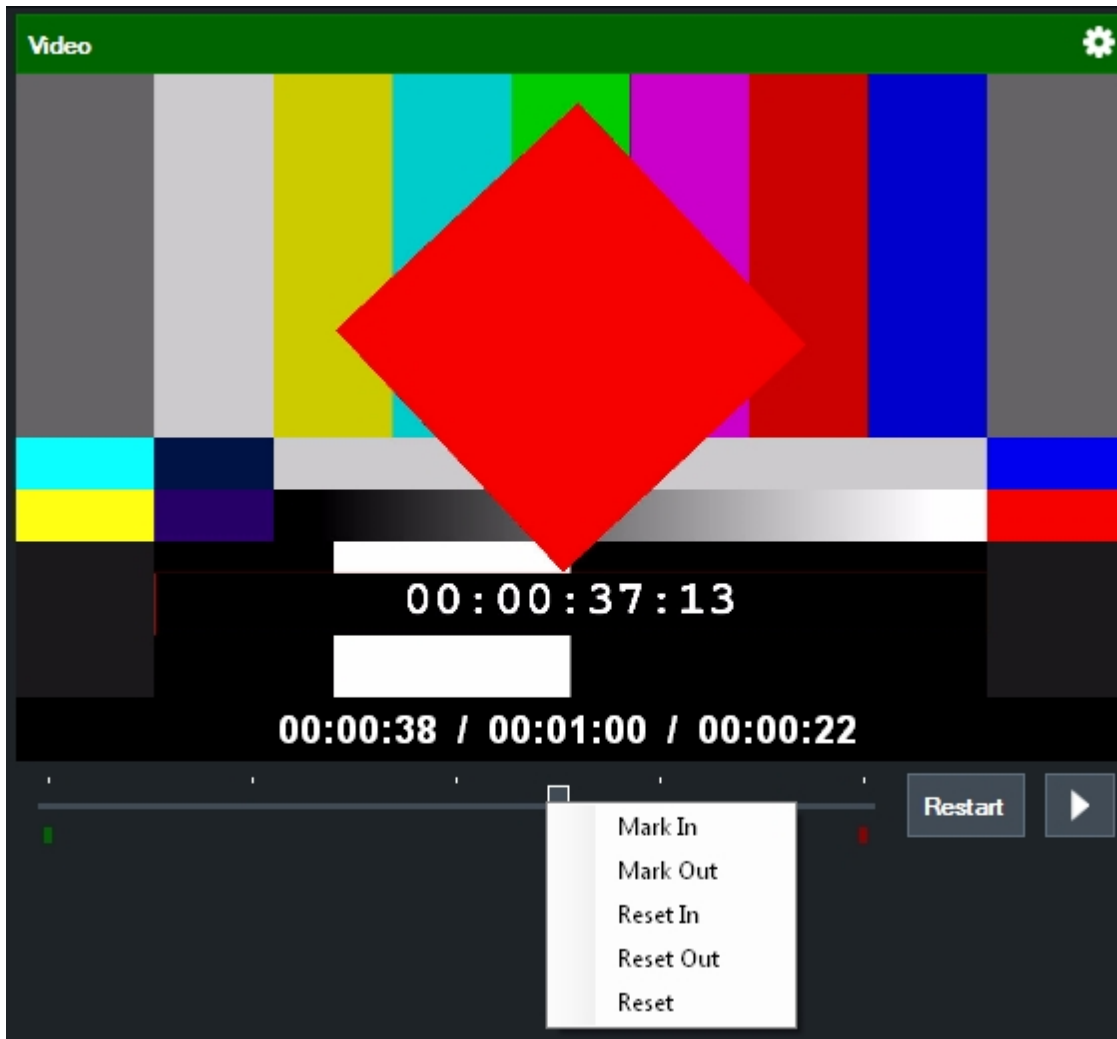 Video
00:00:37:13
00:00:38 / 00:01:00 / 00:00:22
Restart
Mark In
Mark Out
Reset In
Reset Out
Reset